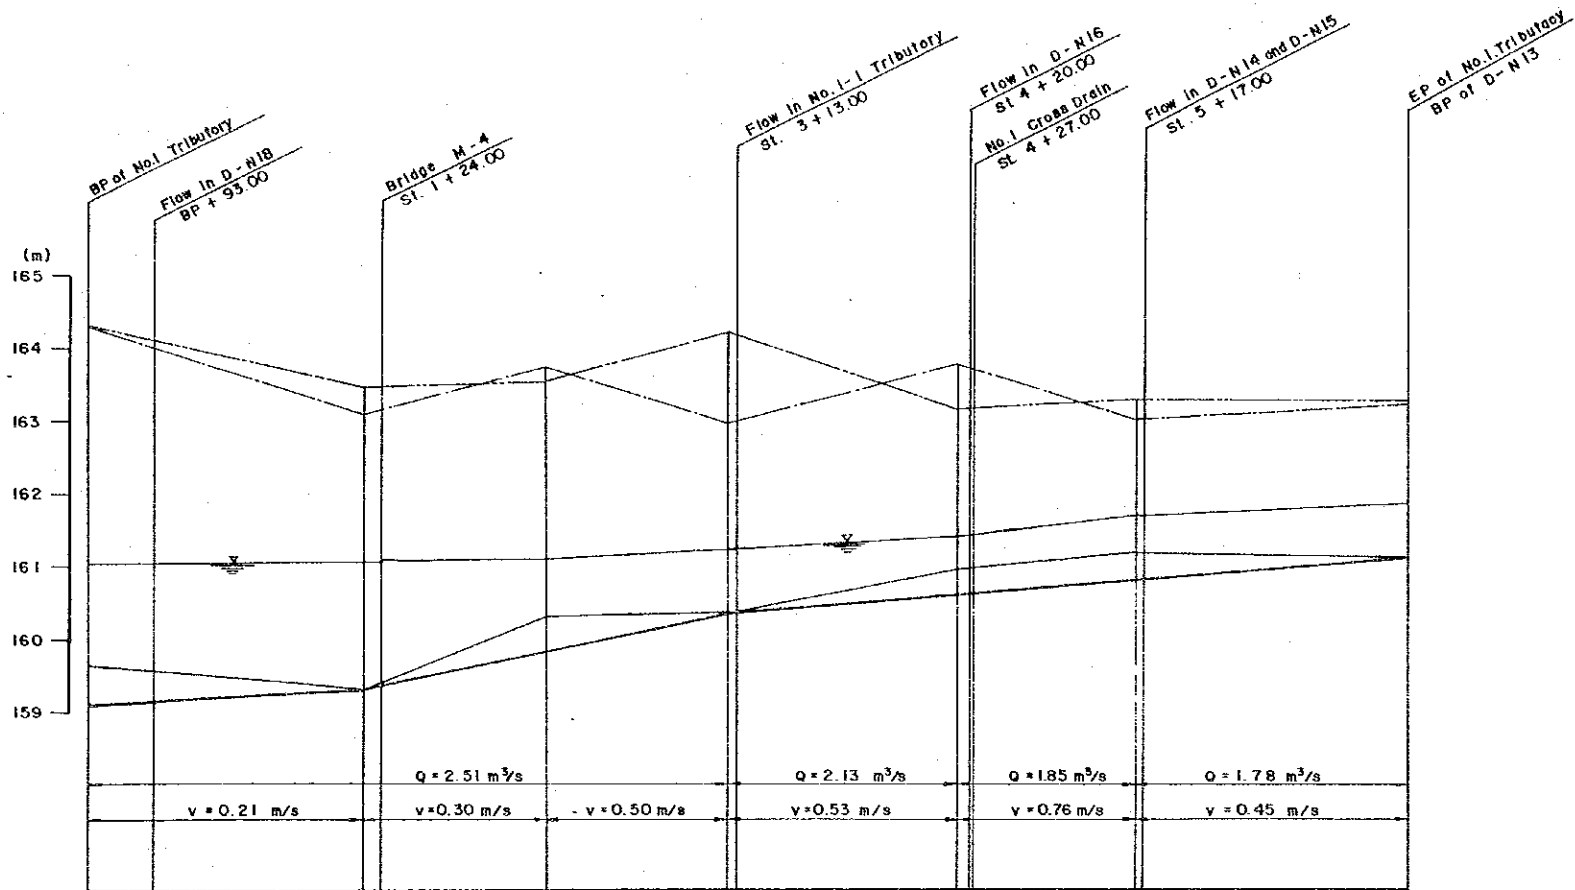 BP of No.1 Tributory
Flow in D-N18
BP + 93.00
Bridge M-4
St. 1 + 24.00
Flow in No.1-1 Tributory
St. 3 + 13.00
Flow in D-N16
St. 4 + 20.00
No.1 Cross Drain
St. 4 + 27.00
Flow in D-N14 and D-N15
St. 5 + 17.00
EP of No.1.Tributaoy
BP of D-N13
(m)
165
164
163
162
161
160
159
Q = 2.51 m³/s
Q = 2.13 m³/s
Q = 1.85 m³/s
Q = 1.78 m³/s
v = 0.21 m/s
v = 0.30 m/s
v = 0.50 m/s
v = 0.53 m/s
v = 0.76 m/s
v = 0.45 m/s